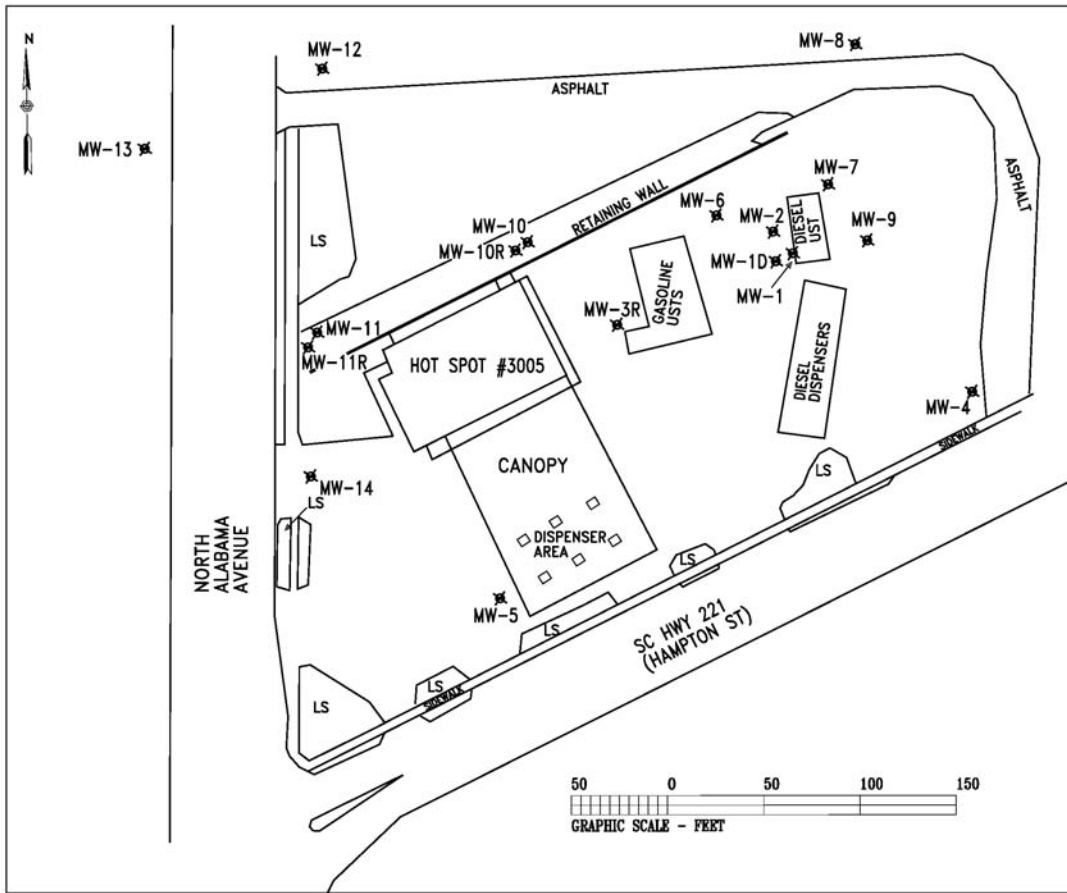 N
MW-12
MW-8
ASPHALT
MW-13
ASPHALT
MW-7
RETAINING WALL
MW-6
MW-10
MW-2
DIESEL
UST
MW-9
LS
MW-10R
MW-1D
MW-1
GASOLINE
USTS
MW-3R
MW-11
MW-11R
HOT SPOT #3005
DIESEL
DISPENSERS
MW-4
SIDEWALK
CANOPY
LS
MW-14
LS
DISPENSER
AREA
NORTH
ALABAMA
AVENUE
LS
MW-5
LS
SC HWY 221
(HAMPTON ST)
LS
SIDEWALK
LS
50 0 50 100 150
GRAPHIC SCALE - FEET